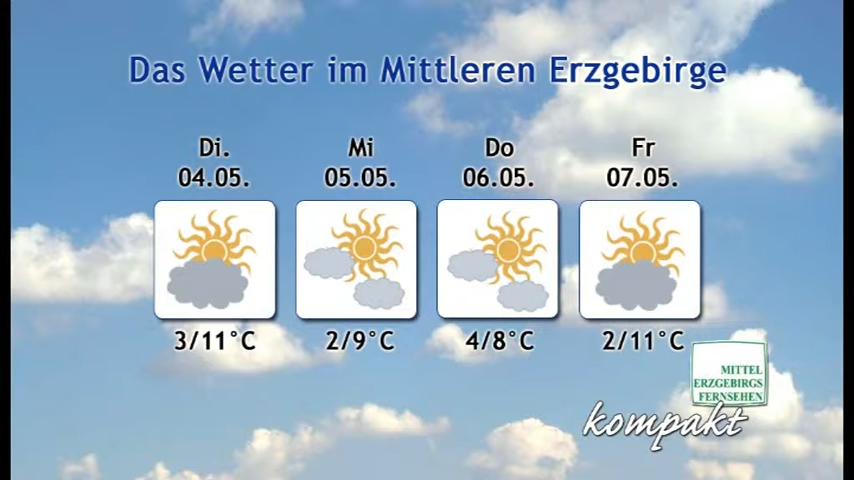 Das Wetter im Mittleren Erzgebirge
Di. Mi Do Fr
04.05. 05.05. 06.05. 07.05.
3/11°C 2/9°C 4/8°C 2/11°C
MITTEL
ERZGEBIRGS
FERNSEHEN
kompakt